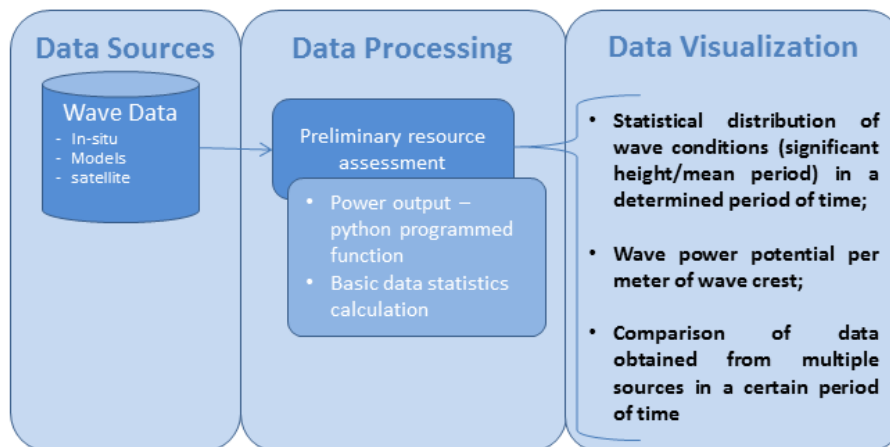 Data Sources
Wave Data
- In-situ
- Models
- satellite
Data Processing
Preliminary resource
assessment
• Power output –
python programmed
function
• Basic data statistics
calculation
Data Visualization
• Statistical distribution of
wave conditions (significant
height/mean period) in a
determined period of time;
• Wave power potential per
meter of wave crest;
• Comparison of data
obtained from multiple
sources in a certain period
of time